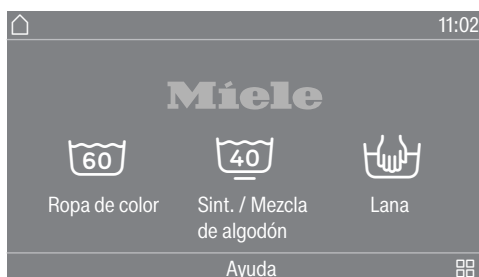 11:02
Miele
60
40
Ropa de color
Sint. / Mezcla
de algodón
Lana
Ayuda